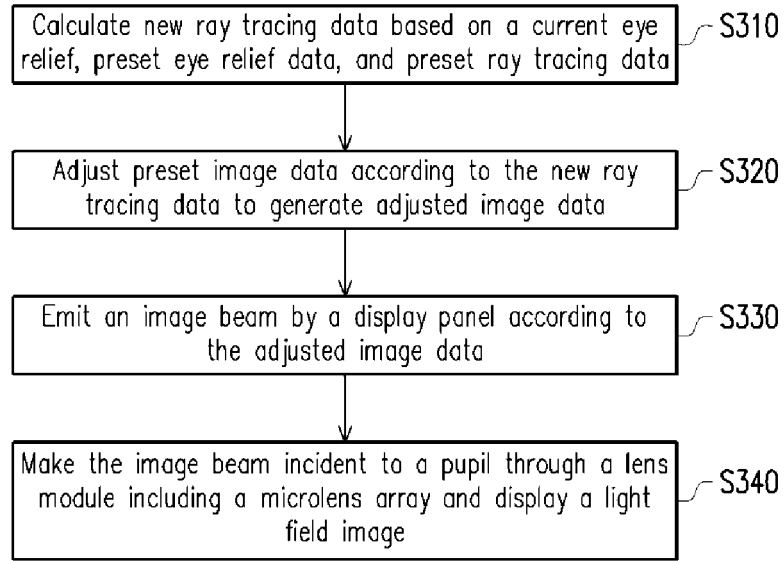 Calculate new ray tracing data based on a current eye
relief, preset eye relief data, and preset ray tracing data
S310
Adjust preset image data according to the new ray
tracing data to generate adjusted image data
S320
Emit an image beam by a display panel according to
the adjusted image data
S330
Make the image beam incident to a pupil through a lens
module including a microlens array and display a light
field image
S340